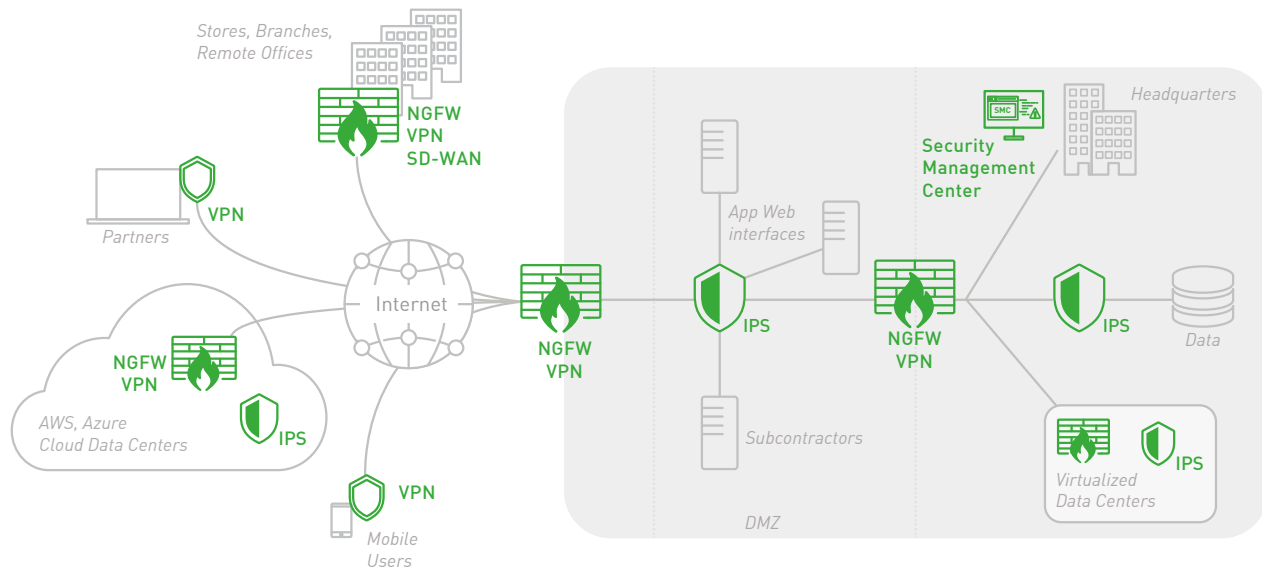 Stores, Branches,
Remote Offices
NGFW
VPN
SD-WAN
VPN
Partners
Internet
NGFW
VPN
AWS, Azure
Cloud Data Centers
IPS
VPN
Mobile
Users
NGFW
VPN
App Web
interfaces
IPS
Subcontractors
DMZ
NGFW
VPN
SMC
Security
Management
Center
Headquarters
IPS
Data
IPS
Virtualized
Data Centers